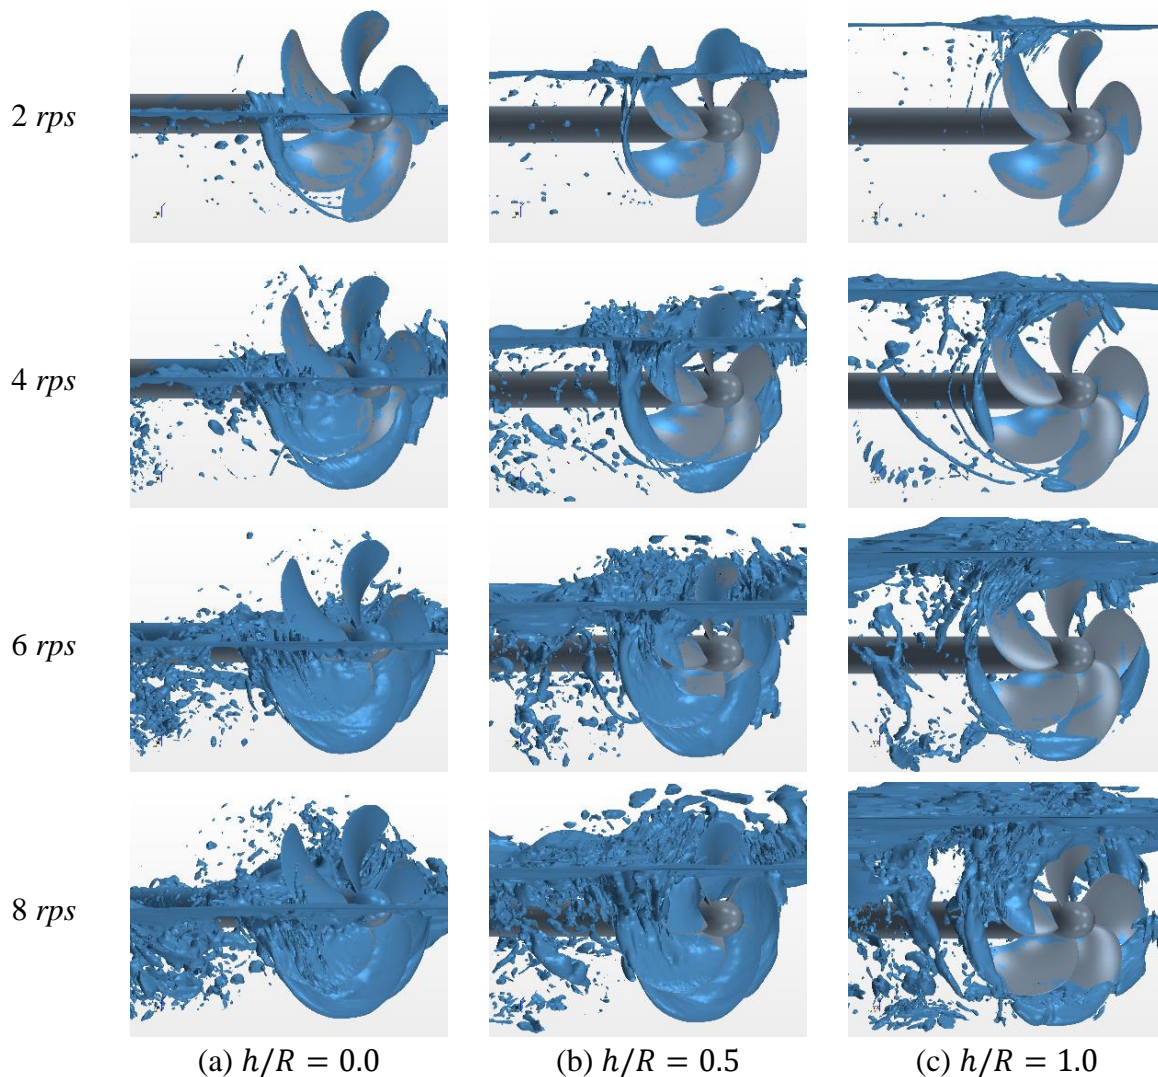 2 rps
4 rps
6 rps
8 rps
(a) h/R = 0.0
(b) h/R = 0.5
(c) h/R = 1.0